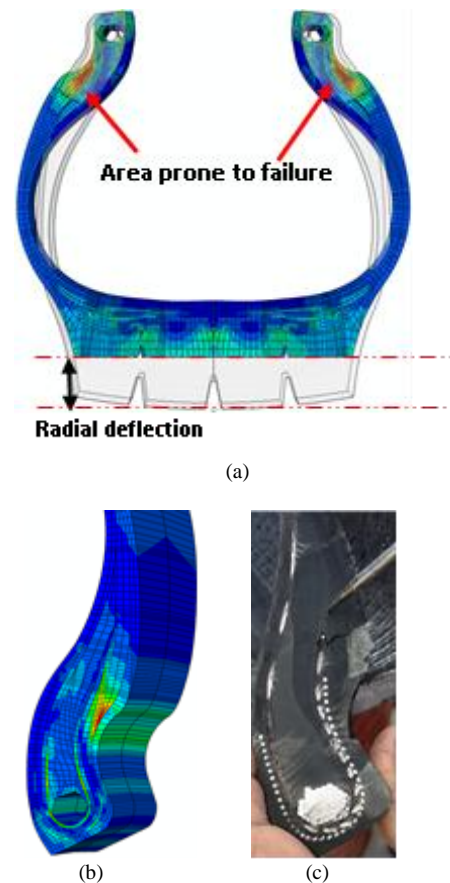 Area prone to failure
Radial deflection
(a)
(b)
(c)